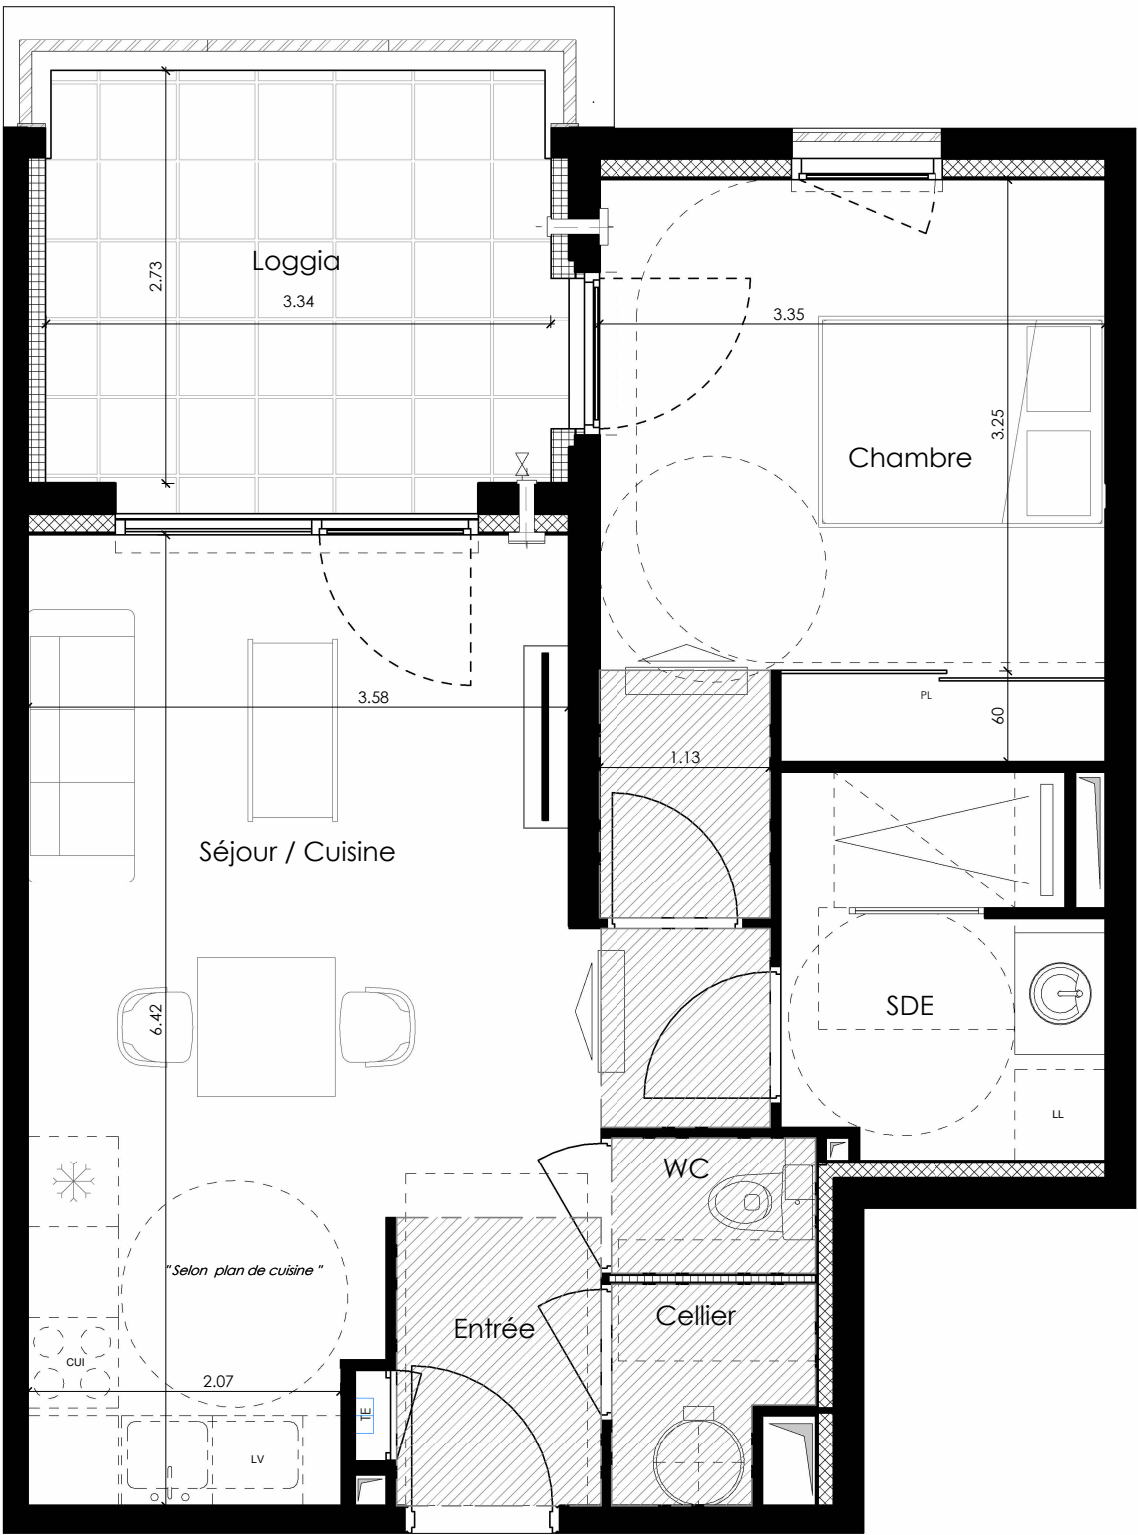 Loggia
2.73
3.34
3.35
3.25
Chambre
PL
60
3.58
1.13
Séjour / Cuisine
6.42
SDE
LL
WC
"Selon plan de cuisine"
Entrée
Cellier
CUI
2.07
TE
LV